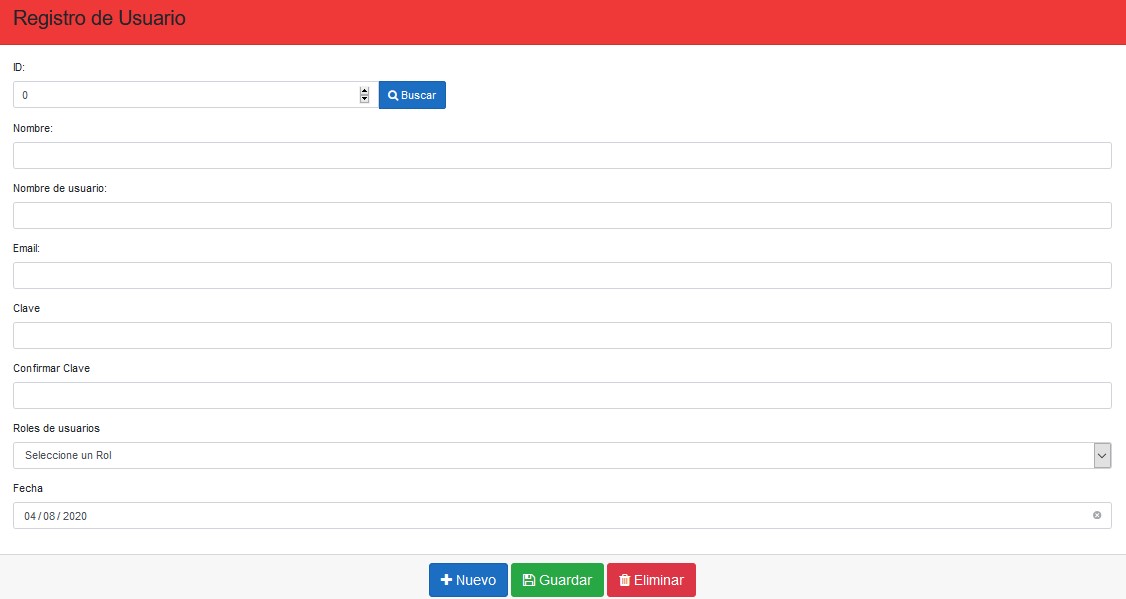 Registro de Usuario
ID:
0
Buscar
Nombre:
Nombre de usuario:
Email:
Clave
Confirmar Clave
Roles de usuarios
Seleccione un Rol
Fecha
04 / 08 / 2020
Nuevo Guardar Eliminar